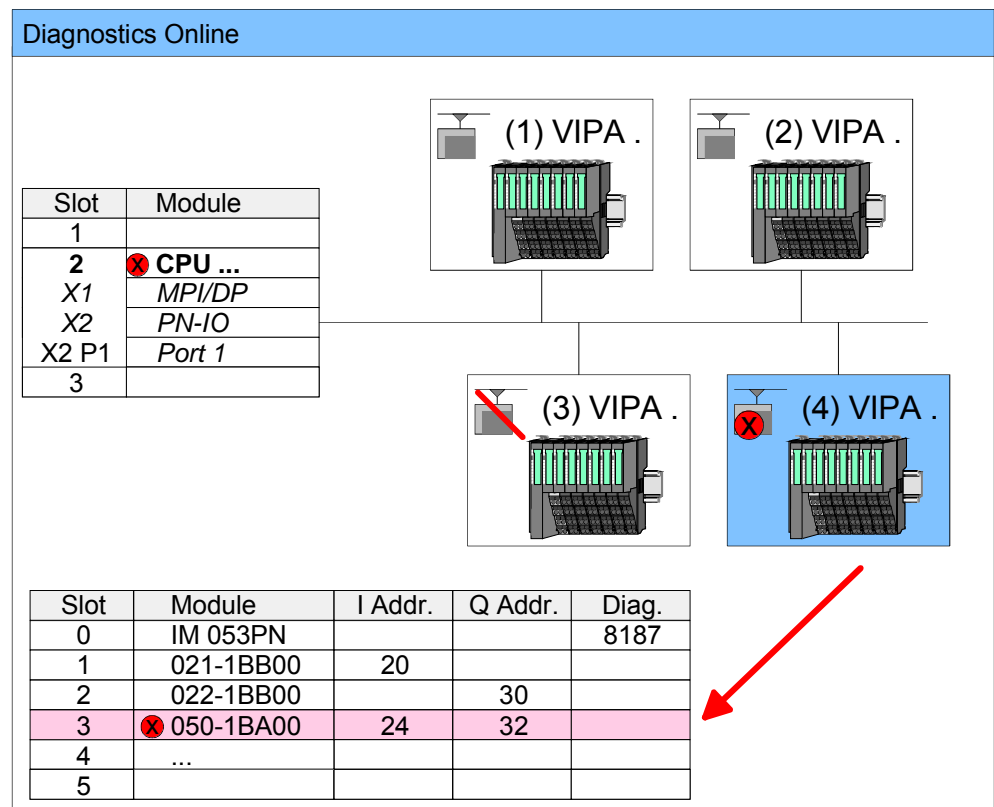 Diagnostics Online
(1) VIPA .
(2) VIPA .
Slot Module
1
2 X CPU ...
X1 MPI/DP
X2 PN-IO
X2 P1 Port 1
3
(3) VIPA .
(4) VIPA .
X
Slot Module I Addr. Q Addr. Diag.
0 IM 053PN 8187
1 021-1BB00 20
2 022-1BB00 30
3 X 050-1BA00 24 32
4 ...
5